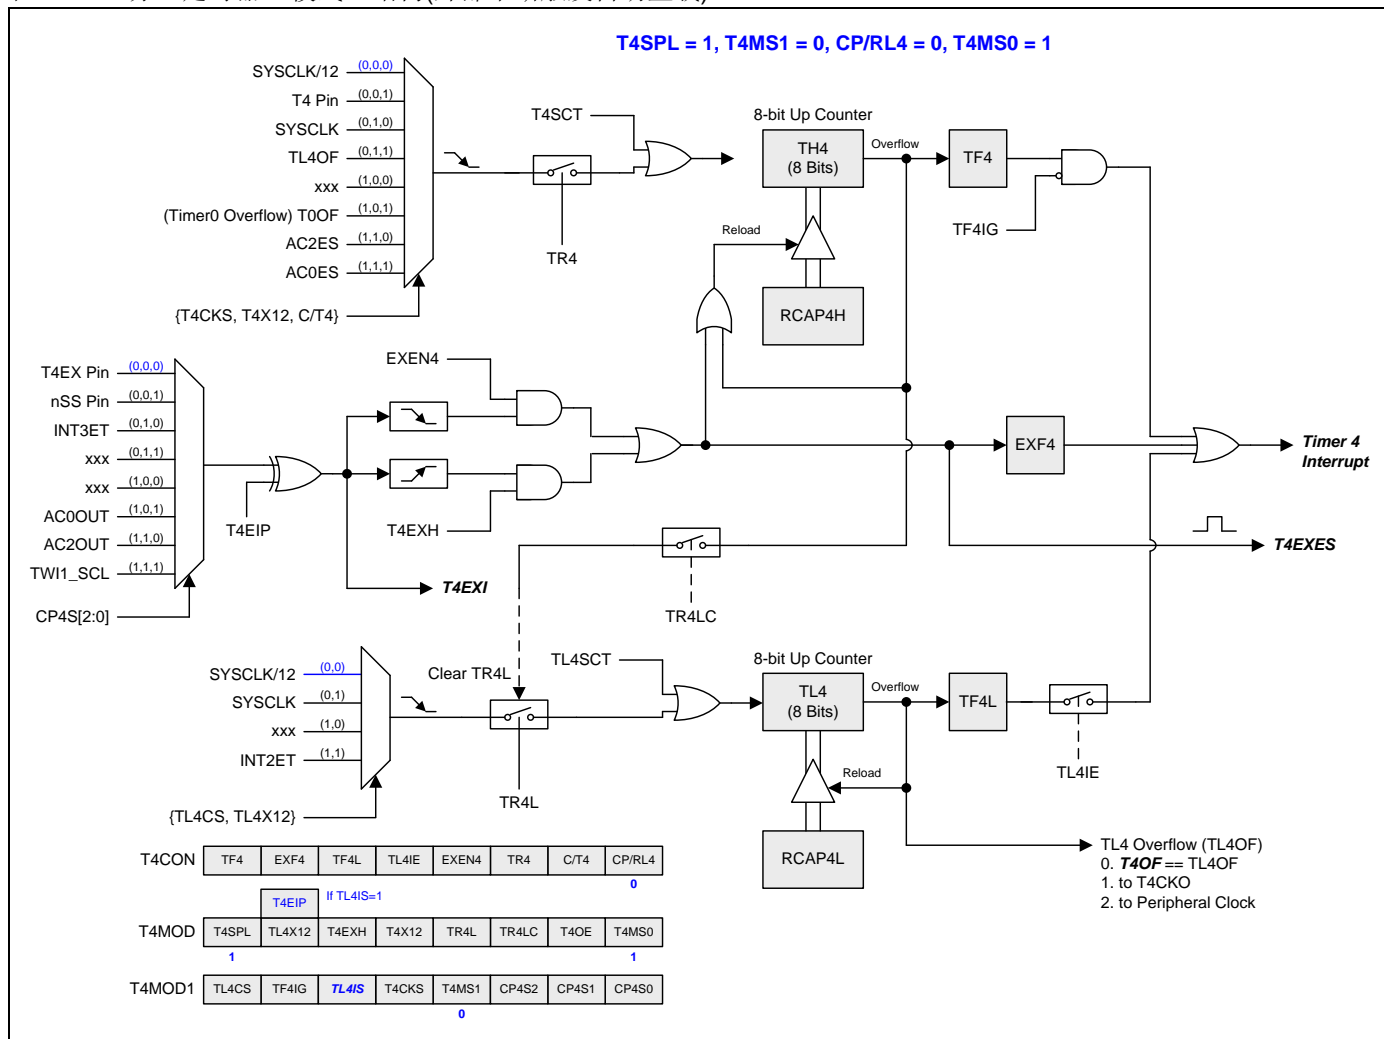 T4SPL = 1, T4MS1 = 0, CP/RL4 = 0, T4MS0 = 1
SYSCLK/12 (0,0,0)
T4 Pin (0,0,1)
SYSCLK (0,1,0)
TL4OF (0,1,1)
xxx (1,0,0)
(Timer0 Overflow) T0OF (1,0,1)
AC2ES (1,1,0)
AC0ES (1,1,1)
{T4CKS, T4X12, C/T4}
TR4
T4SCT
8-bit Up Counter
TH4
(8 Bits)
Overflow
TF4
TF4IG
Reload
RCAP4H
T4EX Pin (0,0,0)
nSS Pin (0,0,1)
INT3ET (0,1,0)
xxx (0,1,1)
xxx (1,0,0)
AC0OUT (1,0,1)
AC2OUT (1,1,0)
TWI1_SCL (1,1,1)
CP4S[2:0]
T4EIP
EXEN4
T4EXH
T4EXI
EXF4
Timer 4
Interrupt
T4EXES
TR4LC
SYSCLK/12 (0,0)
SYSCLK (0,1)
xxx (1,0)
INT2ET (1,1)
{TL4CS, TL4X12}
Clear TR4L
TR4L
TL4SCT
8-bit Up Counter
TL4
(8 Bits)
Overflow
TF4L
TL4IE
Reload
RCAP4L
TL4 Overflow (TL4OF)
0. T4OF == TL4OF
1. to T4CKO
2. to Peripheral Clock
T4CON TF4 EXF4 TF4L TL4IE EXEN4 TR4 C/T4 CP/RL4
0
T4EIP If TL4IS=1
T4MOD T4SPL TL4X12 T4EXH T4X12 TR4L TR4LC T4OE T4MS0
1 1
T4MOD1 TL4CS TF4IG TL4IS T4CKS T4MS1 CP4S2 CP4S1 CP4S0
0